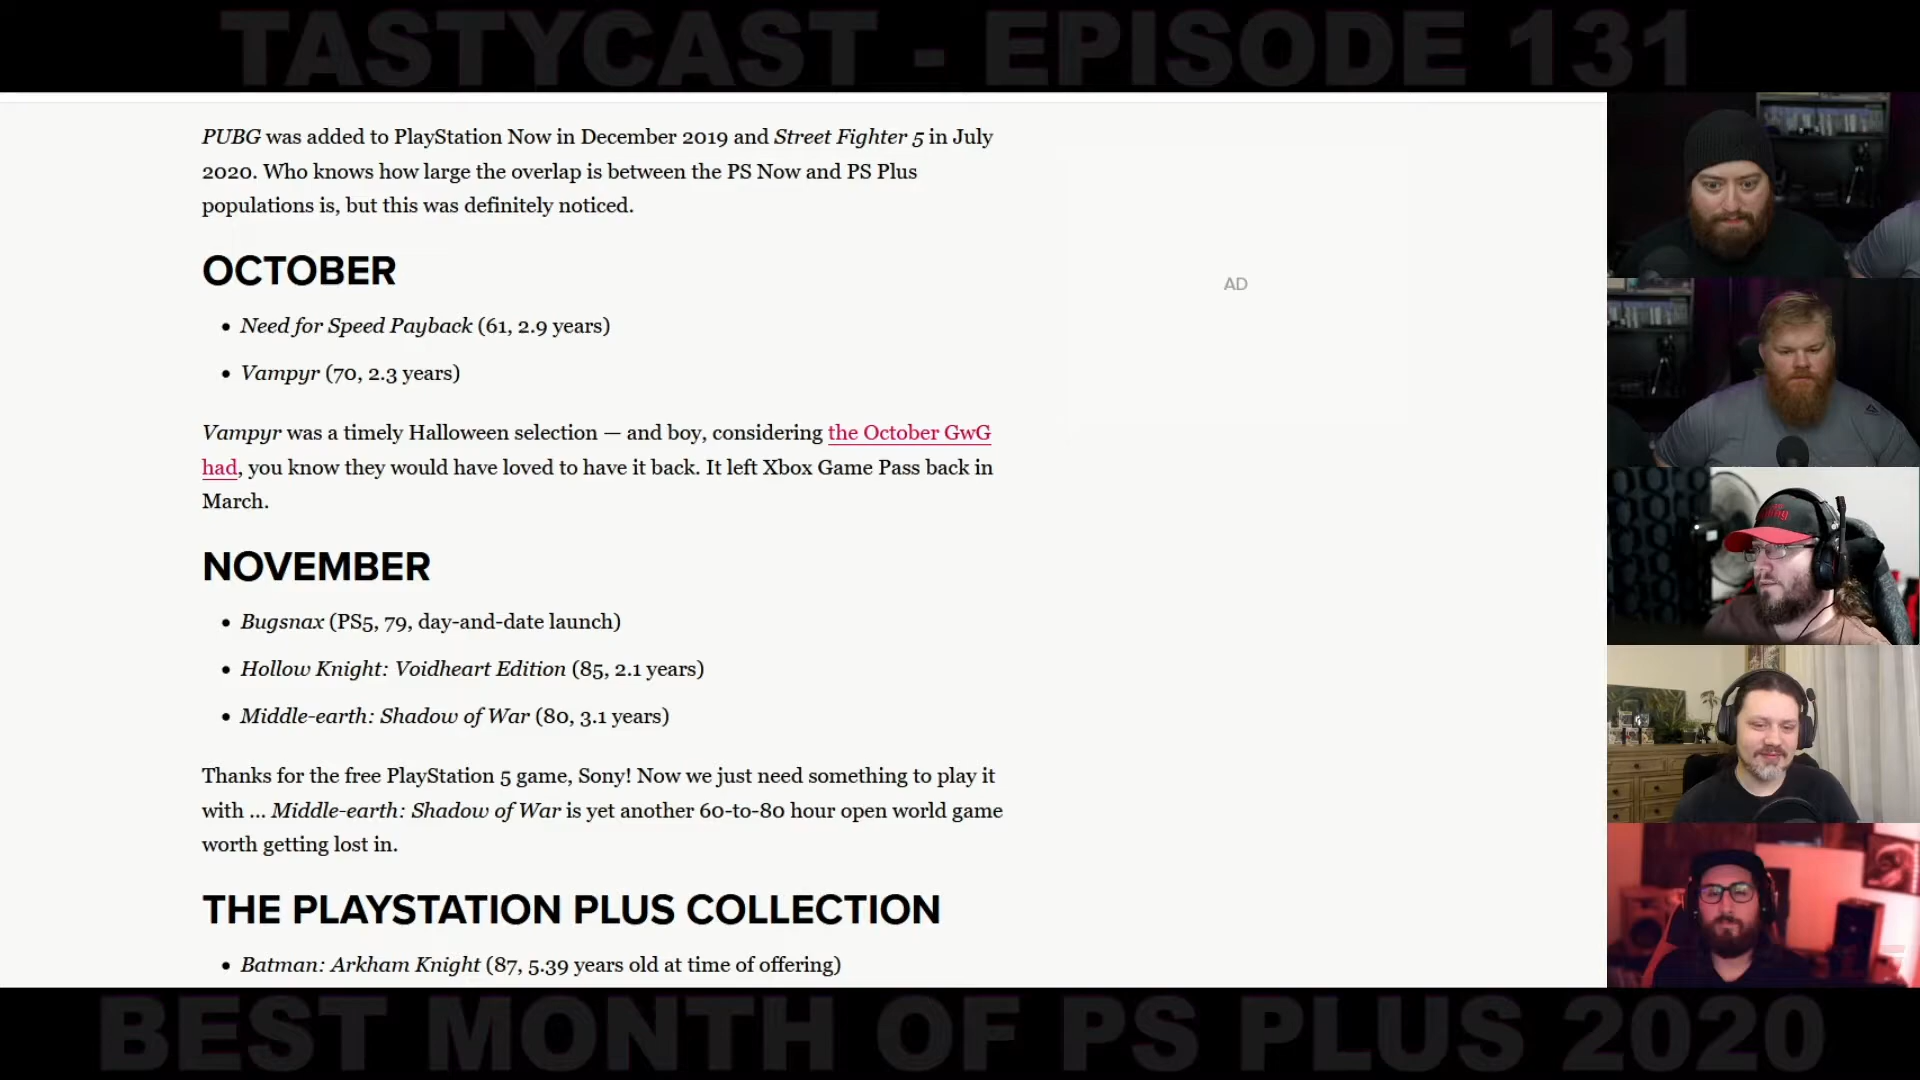 TASTYCAST - EPISODE 131
PUBG was added to PlayStation Now in December 2019 and Street Fighter 5 in July
2020. Who knows how large the overlap is between the PS Now and PS Plus
populations is, but this was definitely noticed.
OCTOBER
• Need for Speed Payback (61, 2.9 years)
• Vampyr (70, 2.3 years)
Vampyr was a timely Halloween selection — and boy, considering the October GwG
had, you know they would have loved to have it back. It left Xbox Game Pass back in
March.
NOVEMBER
• Bugsnax (PS5, 79, day-and-date launch)
• Hollow Knight: Voidheart Edition (85, 2.1 years)
• Middle-earth: Shadow of War (80, 3.1 years)
Thanks for the free PlayStation 5 game, Sony! Now we just need something to play it
with ... Middle-earth: Shadow of War is yet another 60-to-80 hour open world game
worth getting lost in.
THE PLAYSTATION PLUS COLLECTION
• Batman: Arkham Knight (87, 5.39 years old at time of offering)
AD
BEST MONTH OF PS PLUS 2020